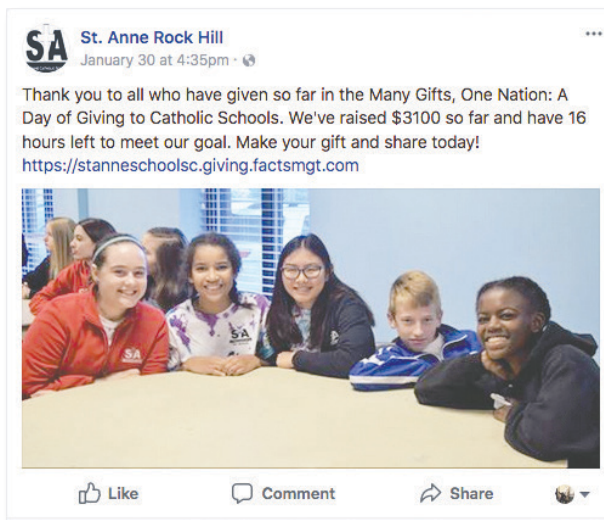 SA
St. Anne Rock Hill
January 30 at 4:35pm ·
Thank you to all who have given so far in the Many Gifts, One Nation: A
Day of Giving to Catholic Schools. We've raised $3100 so far and have 16
hours left to meet our goal. Make your gift and share today!
https://stanneschoolsc.giving.factsmgt.com
SA
SA
SA
Like Comment Share